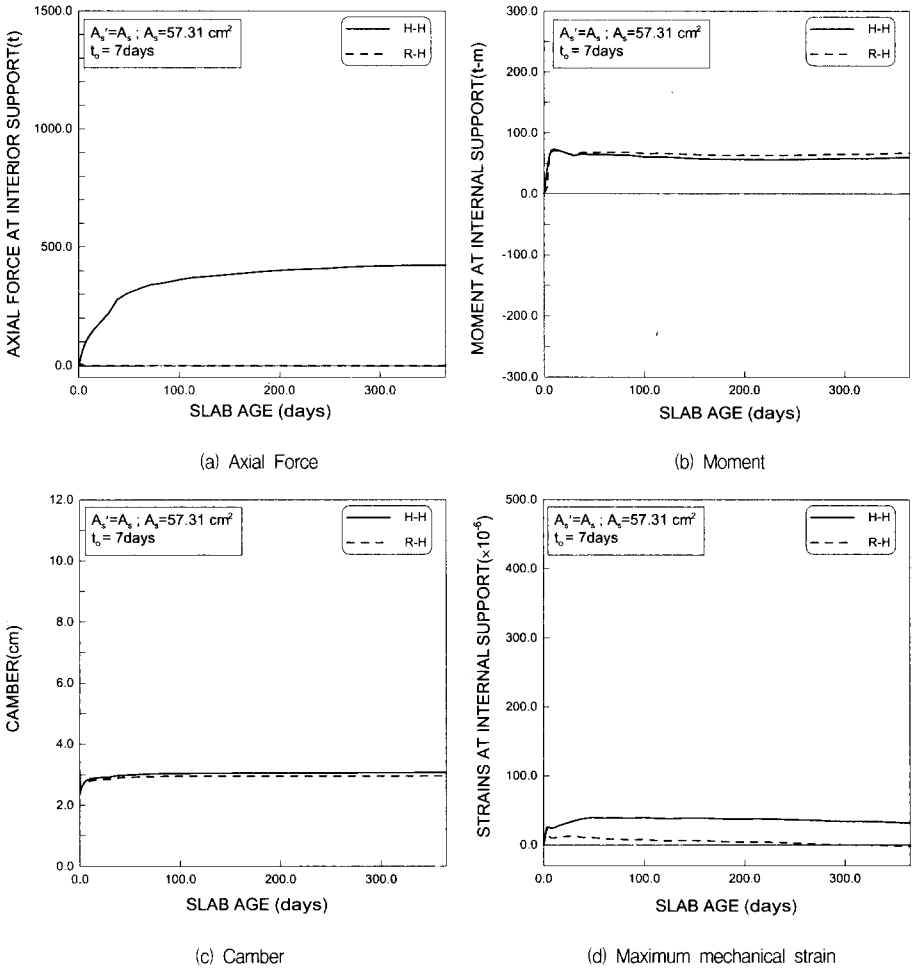 AXIAL FORCE AT INTERIOR SUPPORT(t)
1500.0
1000.0
500.0
0.0
Aₛ'=Aₛ ; Aₛ=57.31 cm²
tₒ= 7days
H-H
R-H
0.0 100.0 200.0 300.0
SLAB AGE (days)
(a) Axial Force
MOMENT AT INTERNAL SUPPORT(t-m)
300.0
200.0
100.0
0.0
-100.0
-200.0
-300.0
Aₛ'=Aₛ ; Aₛ=57.31 cm²
tₒ= 7days
H-H
R-H
0.0 100.0 200.0 300.0
SLAB AGE (days)
(b) Moment
CAMBER(cm)
12.0
10.0
8.0
6.0
4.0
2.0
0.0
Aₛ'=Aₛ ; Aₛ=57.31 cm²
tₒ= 7days
H-H
R-H
0.0 100.0 200.0 300.0
SLAB AGE (days)
(c) Camber
STRAINS AT INTERNAL SUPPORT(×10⁻⁶)
500.0
400.0
300.0
200.0
100.0
0.0
Aₛ'=Aₛ ; Aₛ=57.31 cm²
tₒ= 7days
H-H
R-H
0.0 100.0 200.0 300.0
SLAB AGE (days)
(d) Maximum mechanical strain